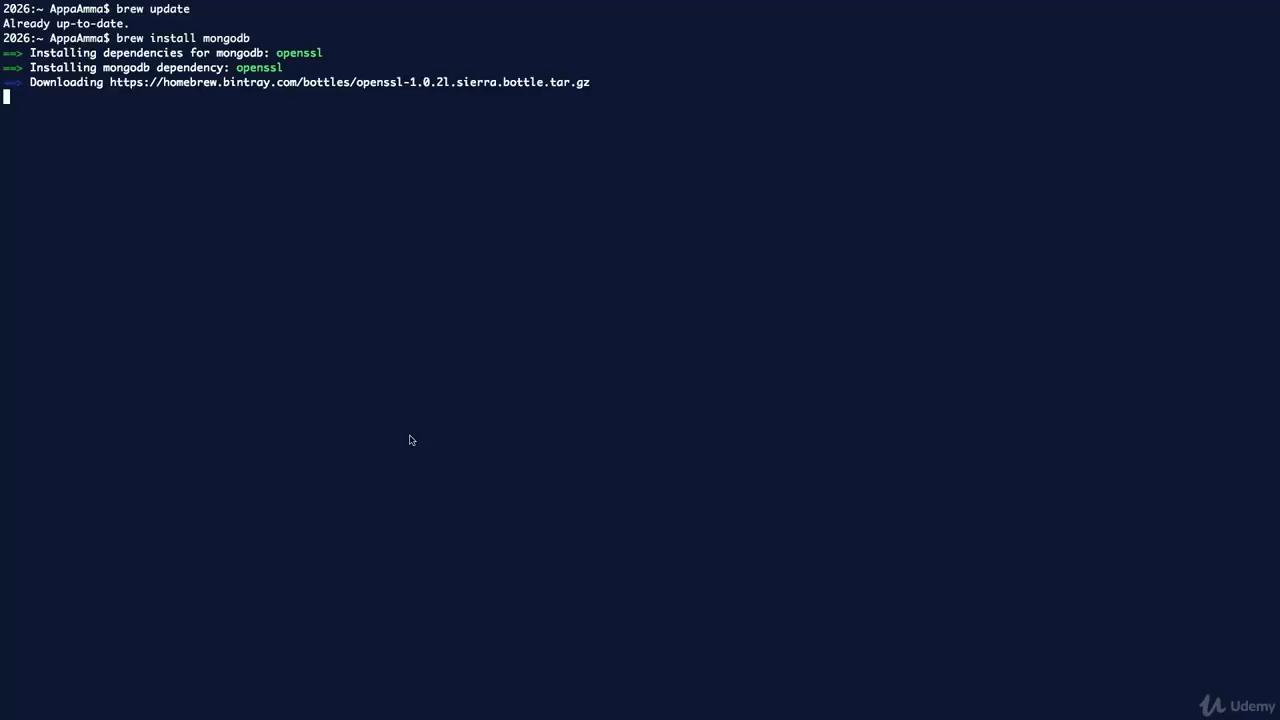 2026:~ AppaAmma$ brew update
Already up-to-date.
2026:~ AppaAmma$ brew install mongodb
==> Installing dependencies for mongodb: openssl
==> Installing mongodb dependency: openssl
==> Downloading https://homebrew.bintray.com/bottles/openssl-1.0.2l.sierra.bottle.tar.gz
Udemy